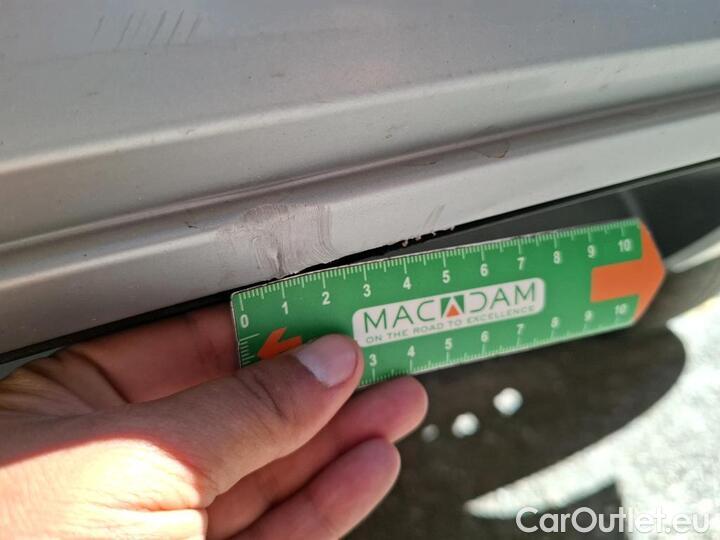 0 1 2 3 4 5 6 7 8 9 10
MACADAM
ON THE ROAD TO EXCELLENCE
0 3 4 5 6 7 8 9 10
CarOutlet.eu